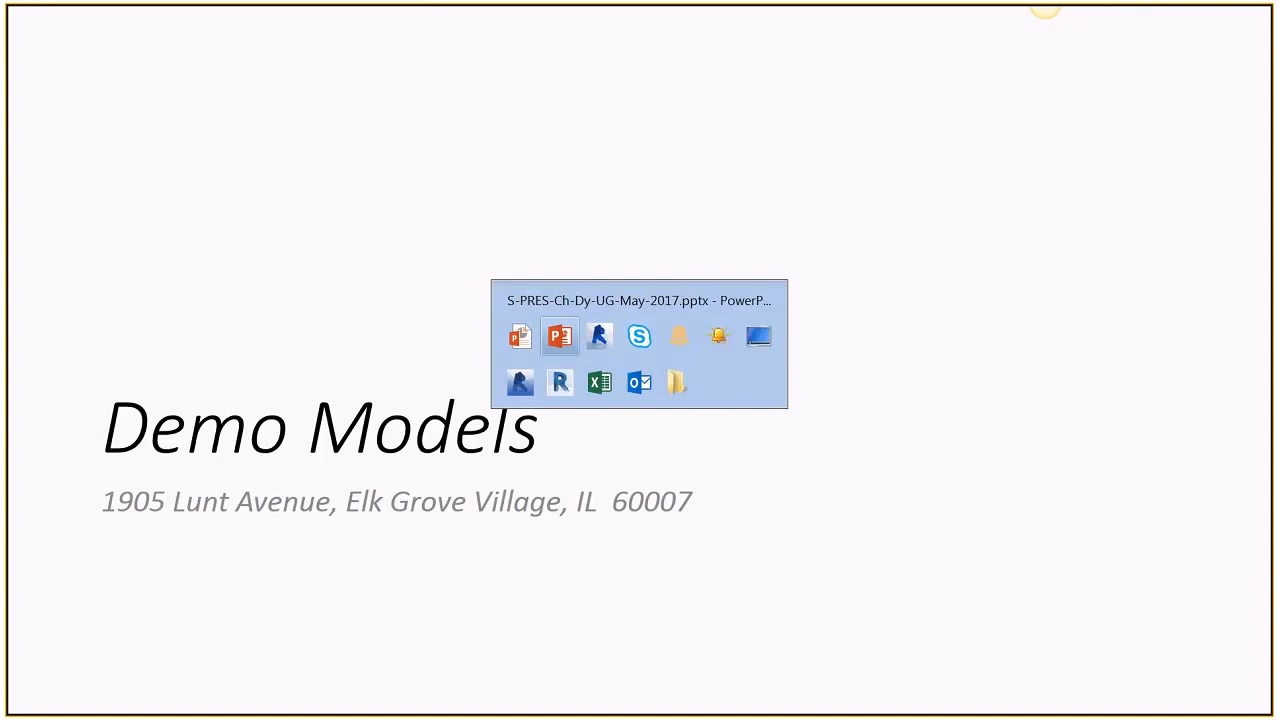 S-PRES-Ch-Dy-UG-May-2017.pptx - PowerP...
Demo Models
1905 Lunt Avenue, Elk Grove Village, IL 60007